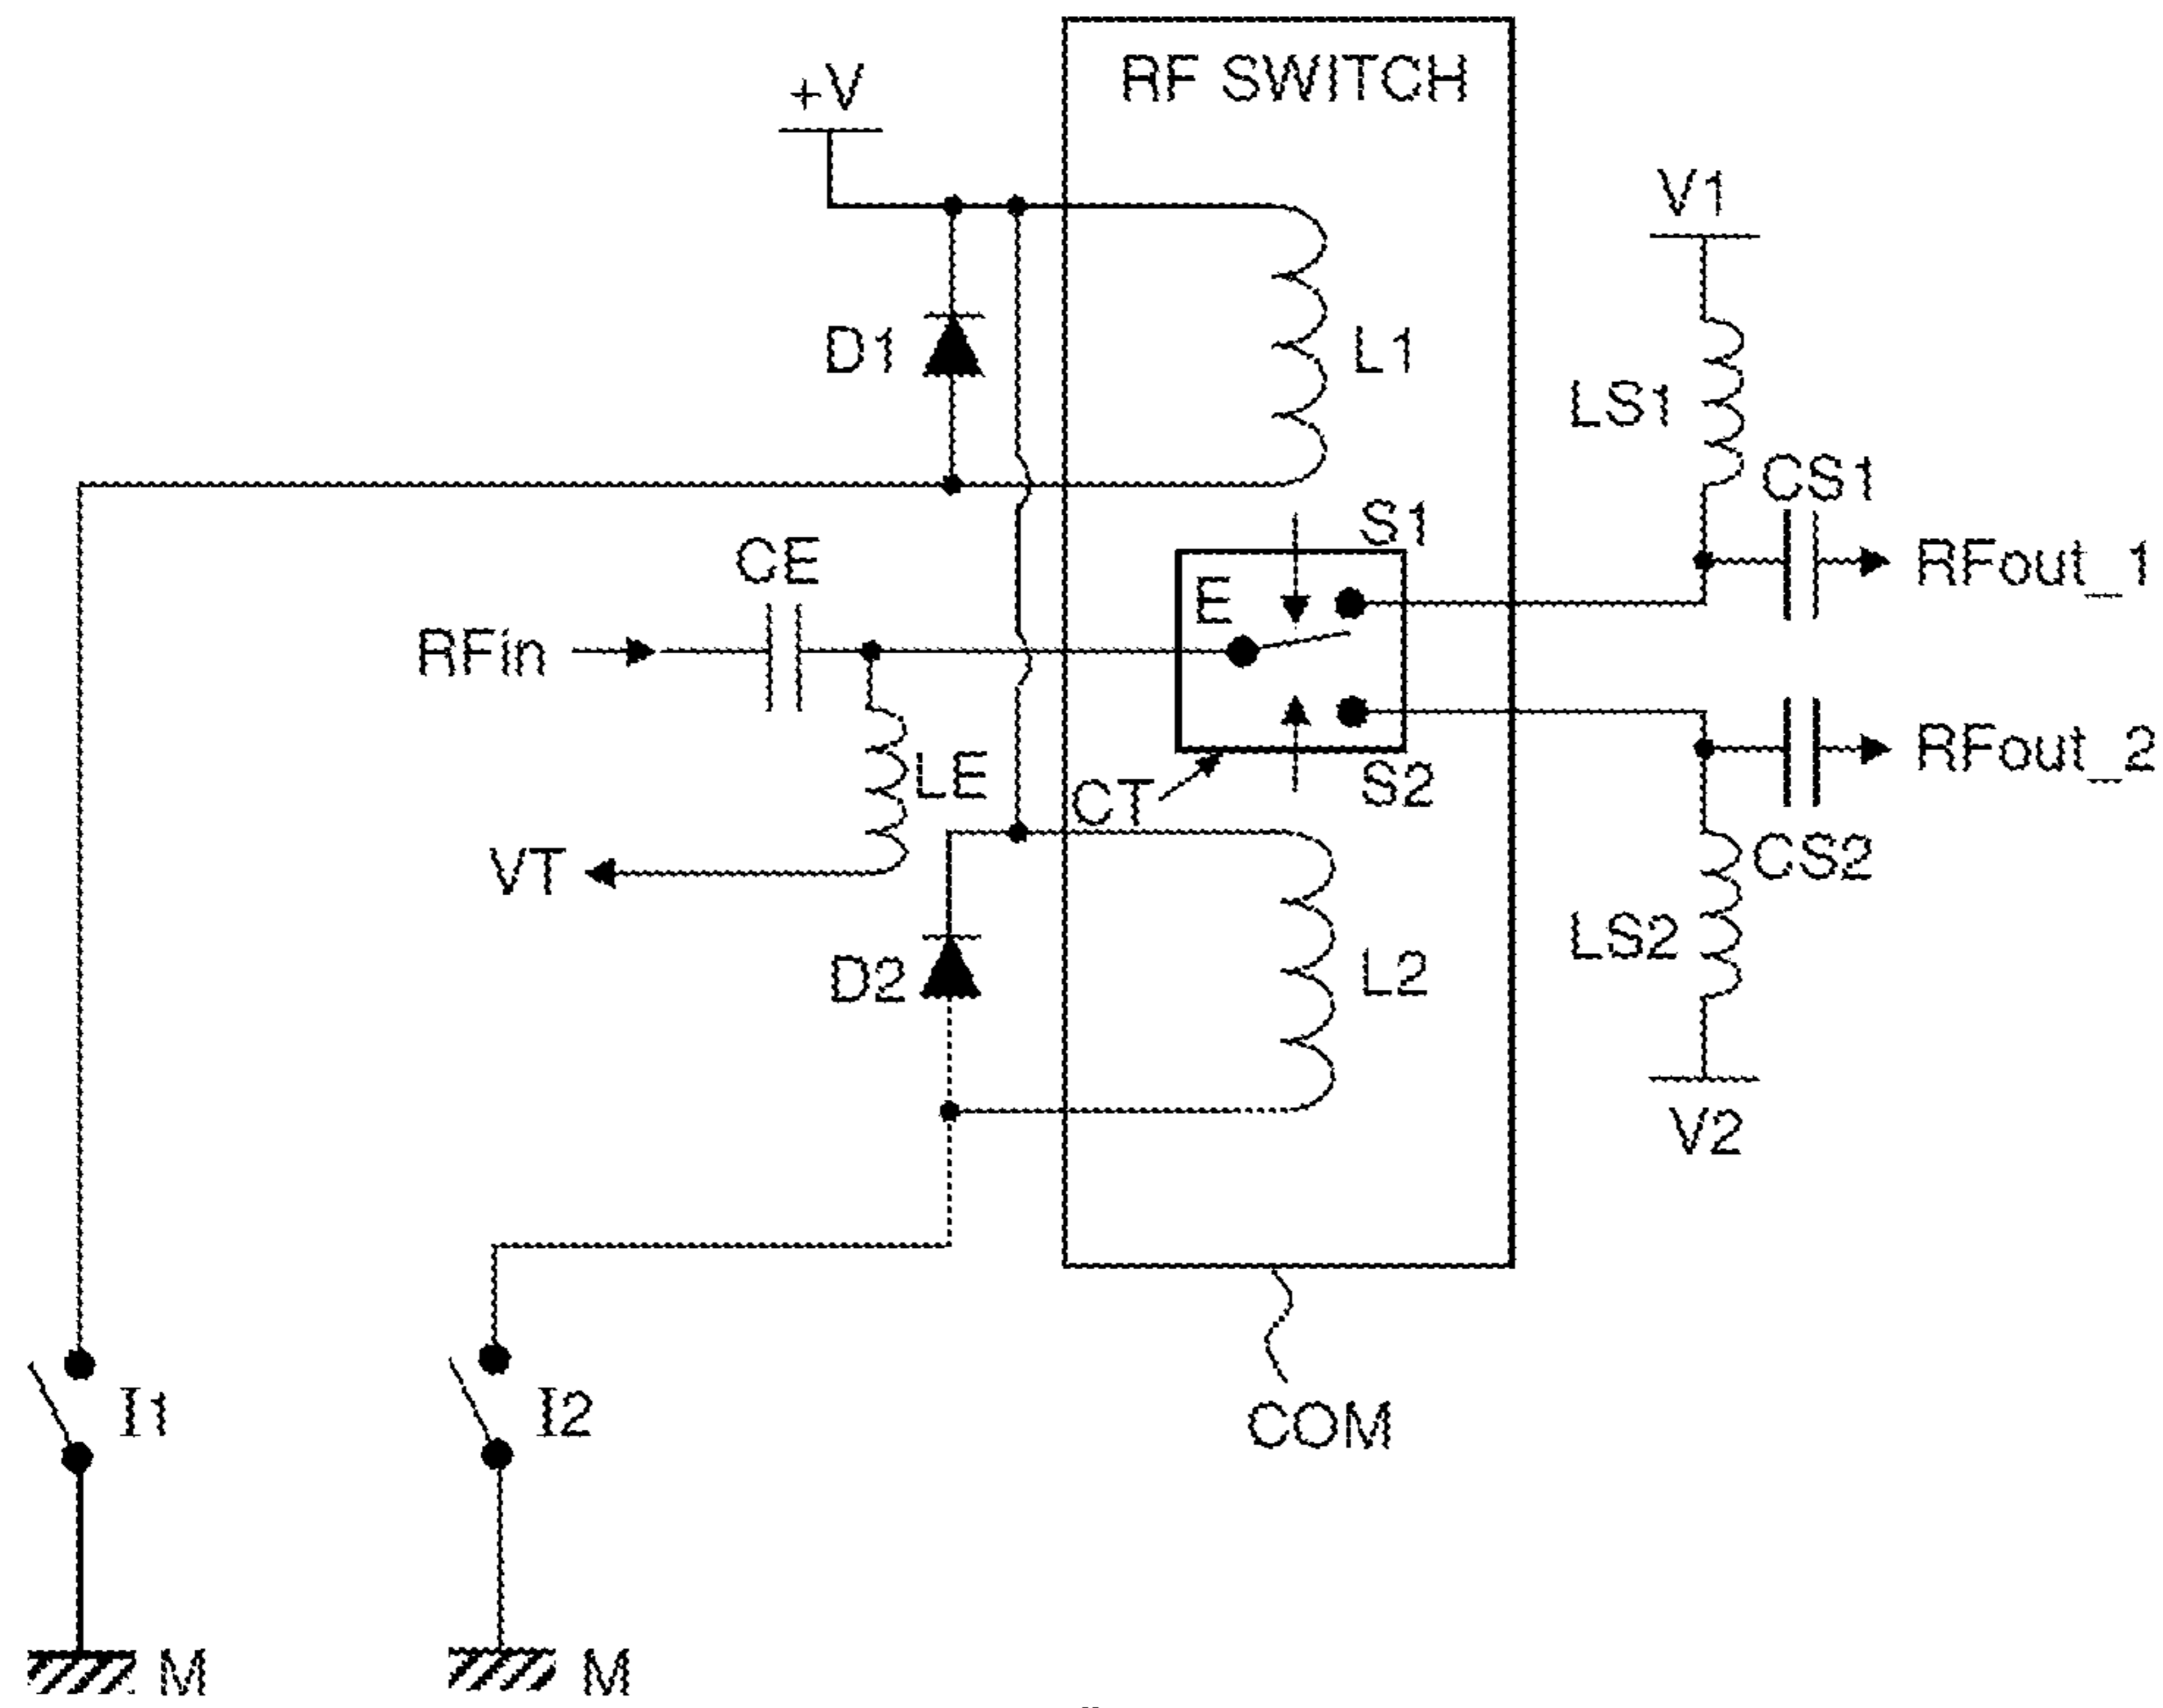 RF SWITCH
+V
V1
D1
L1
LS1
CS1
S1
CE
E
RFout_1
RFin
RFout_2
LE
S2
CT
VT
CS2
LS2
D2
L2
V2
I1
I2
COM
M
M